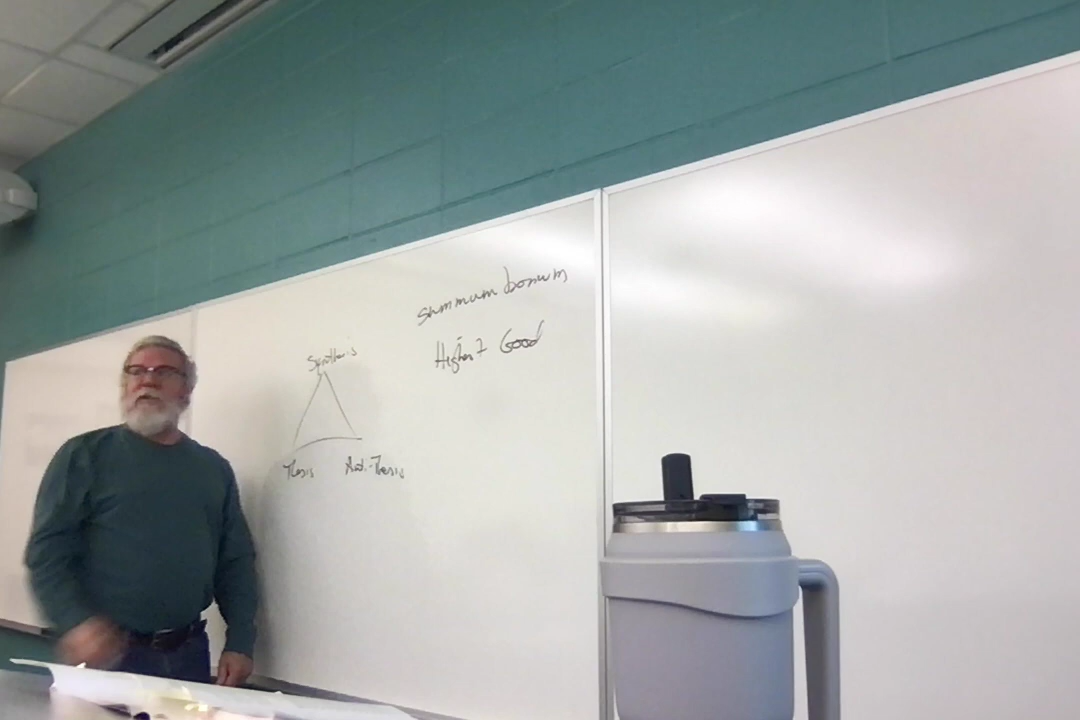 summum bonum
Highest Good
Synthesis
Thesis
Anti-Thesis